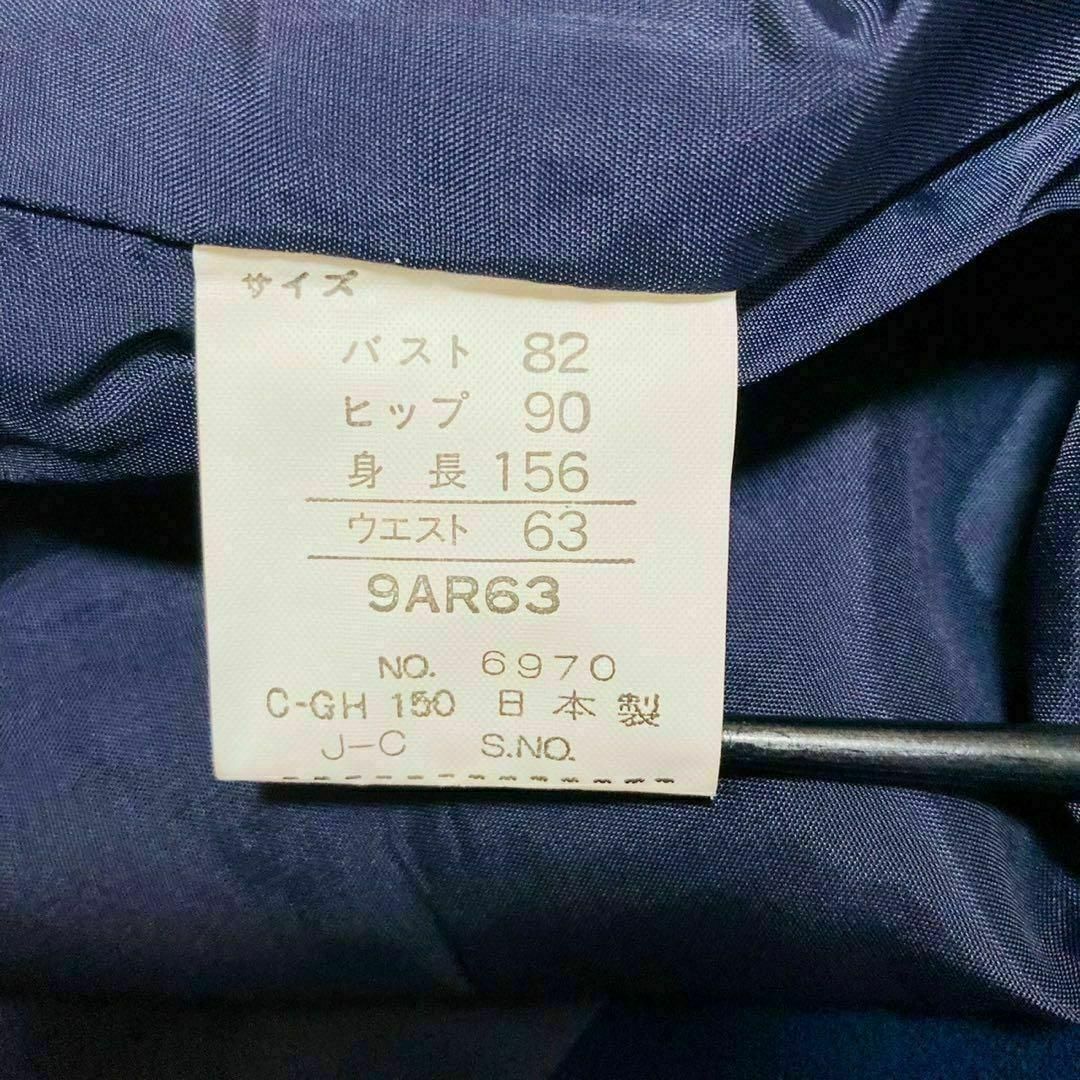 サイズ
バスト 82
ヒップ 90
身長 156
ウエスト 63
9AR63
NO. 6970
C-GH 150 日本製
J-C S.NO.